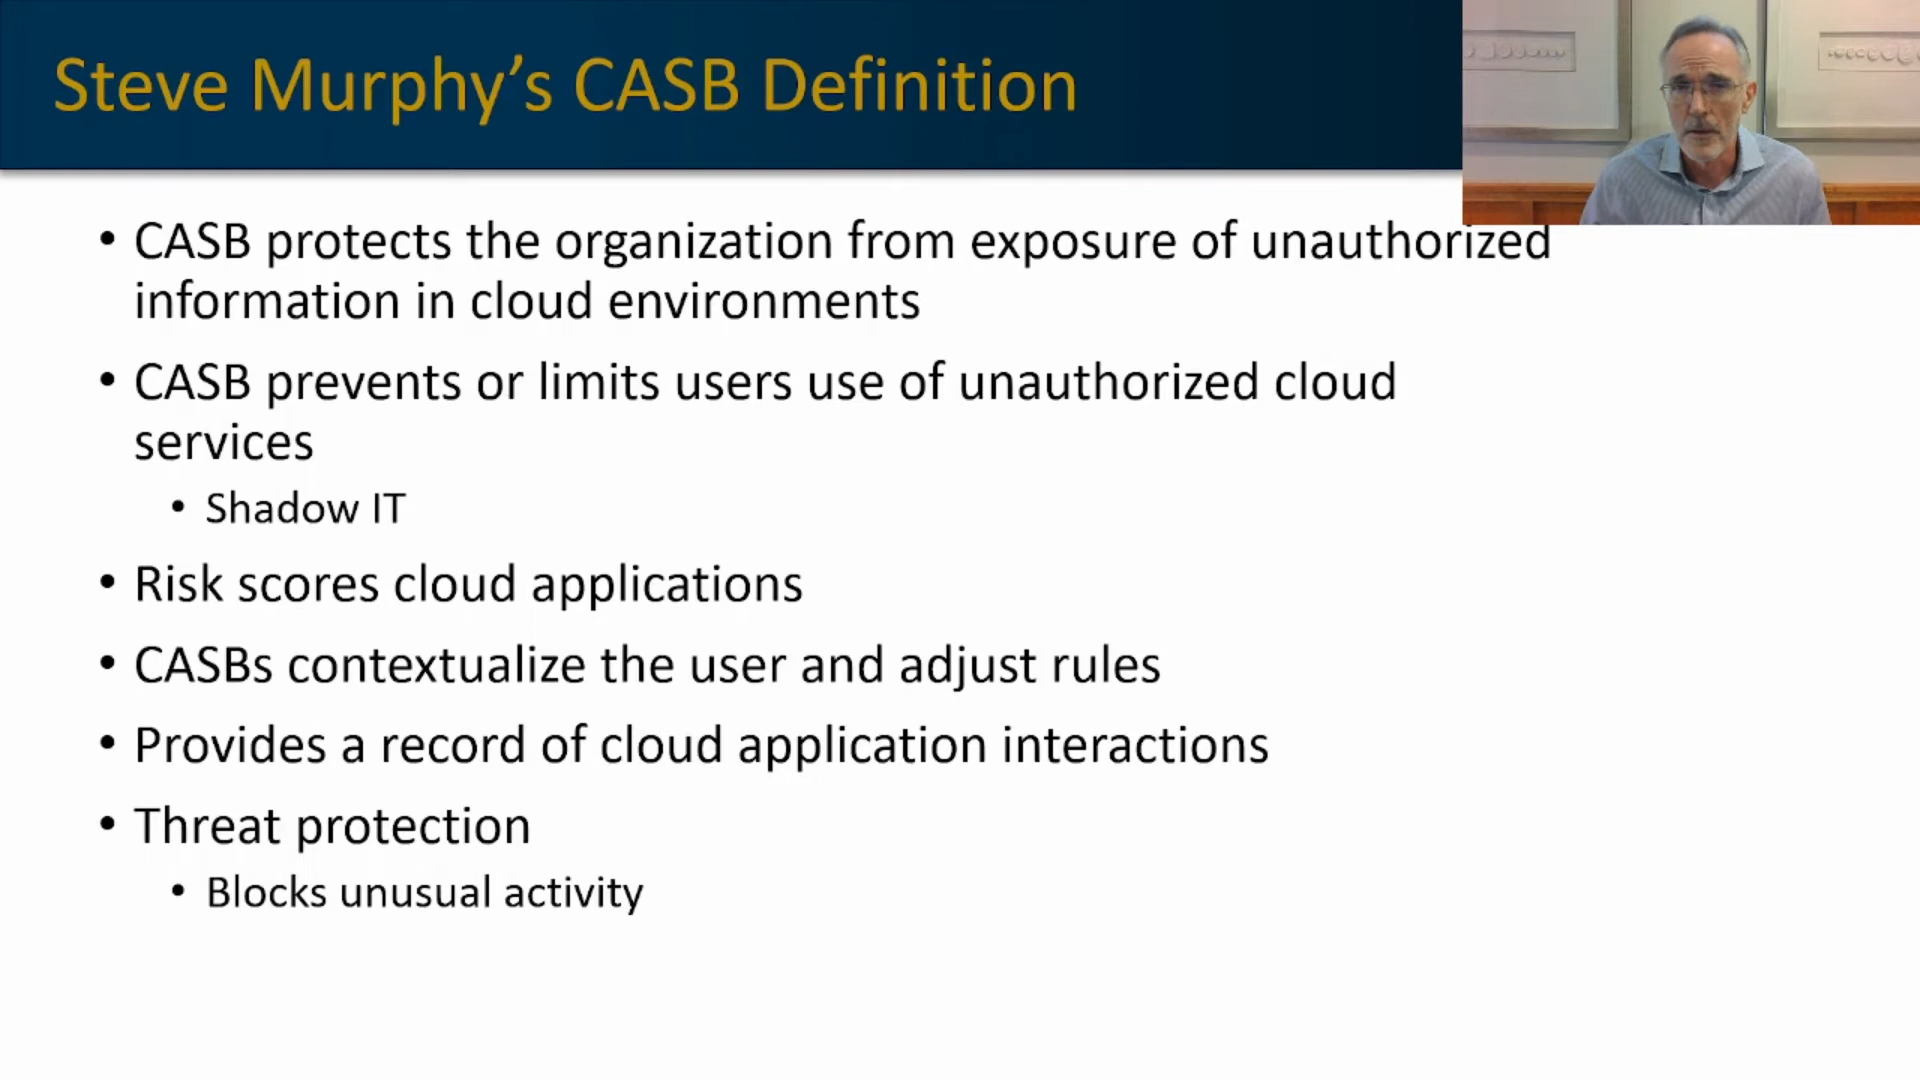 Steve Murphy’s CASB Definition
• CASB protects the organization from exposure of unauthorized
information in cloud environments
• CASB prevents or limits users use of unauthorized cloud
services
• Shadow IT
• Risk scores cloud applications
• CASBs contextualize the user and adjust rules
• Provides a record of cloud application interactions
• Threat protection
• Blocks unusual activity